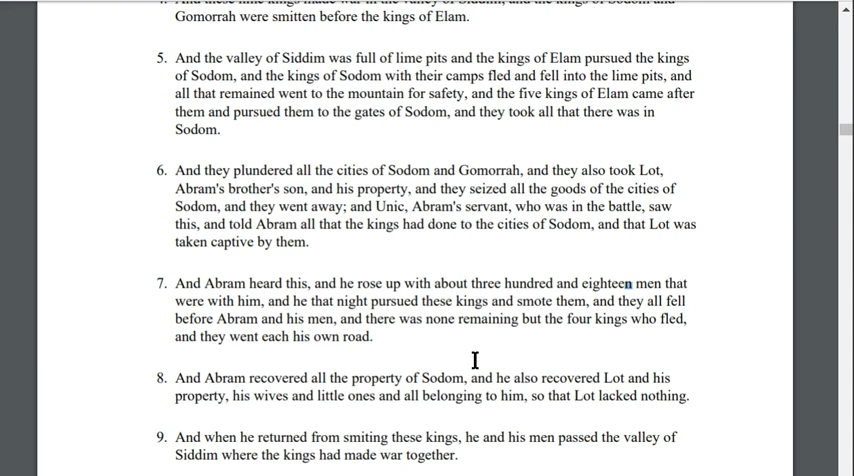 Gomorrah were smitten before the kings of Elam.
5. And the valley of Siddim was full of lime pits and the kings of Elam pursued the kings
of Sodom, and the kings of Sodom with their camps fled and fell into the lime pits, and
all that remained went to the mountain for safety, and the five kings of Elam came after
them and pursued them to the gates of Sodom, and they took all that there was in
Sodom.
6. And they plundered all the cities of Sodom and Gomorrah, and they also took Lot,
Abram's brother's son, and his property, and they seized all the goods of the cities of
Sodom, and they went away; and Unic, Abram's servant, who was in the battle, saw
this, and told Abram all that the kings had done to the cities of Sodom, and that Lot was
taken captive by them.
7. And Abram heard this, and he rose up with about three hundred and eighteen men that
were with him, and he that night pursued these kings and smote them, and they all fell
before Abram and his men, and there was none remaining but the four kings who fled,
and they went each his own road.
8. And Abram recovered all the property of Sodom, and he also recovered Lot and his
property, his wives and little ones and all belonging to him, so that Lot lacked nothing.
9. And when he returned from smiting these kings, he and his men passed the valley of
Siddim where the kings had made war together.